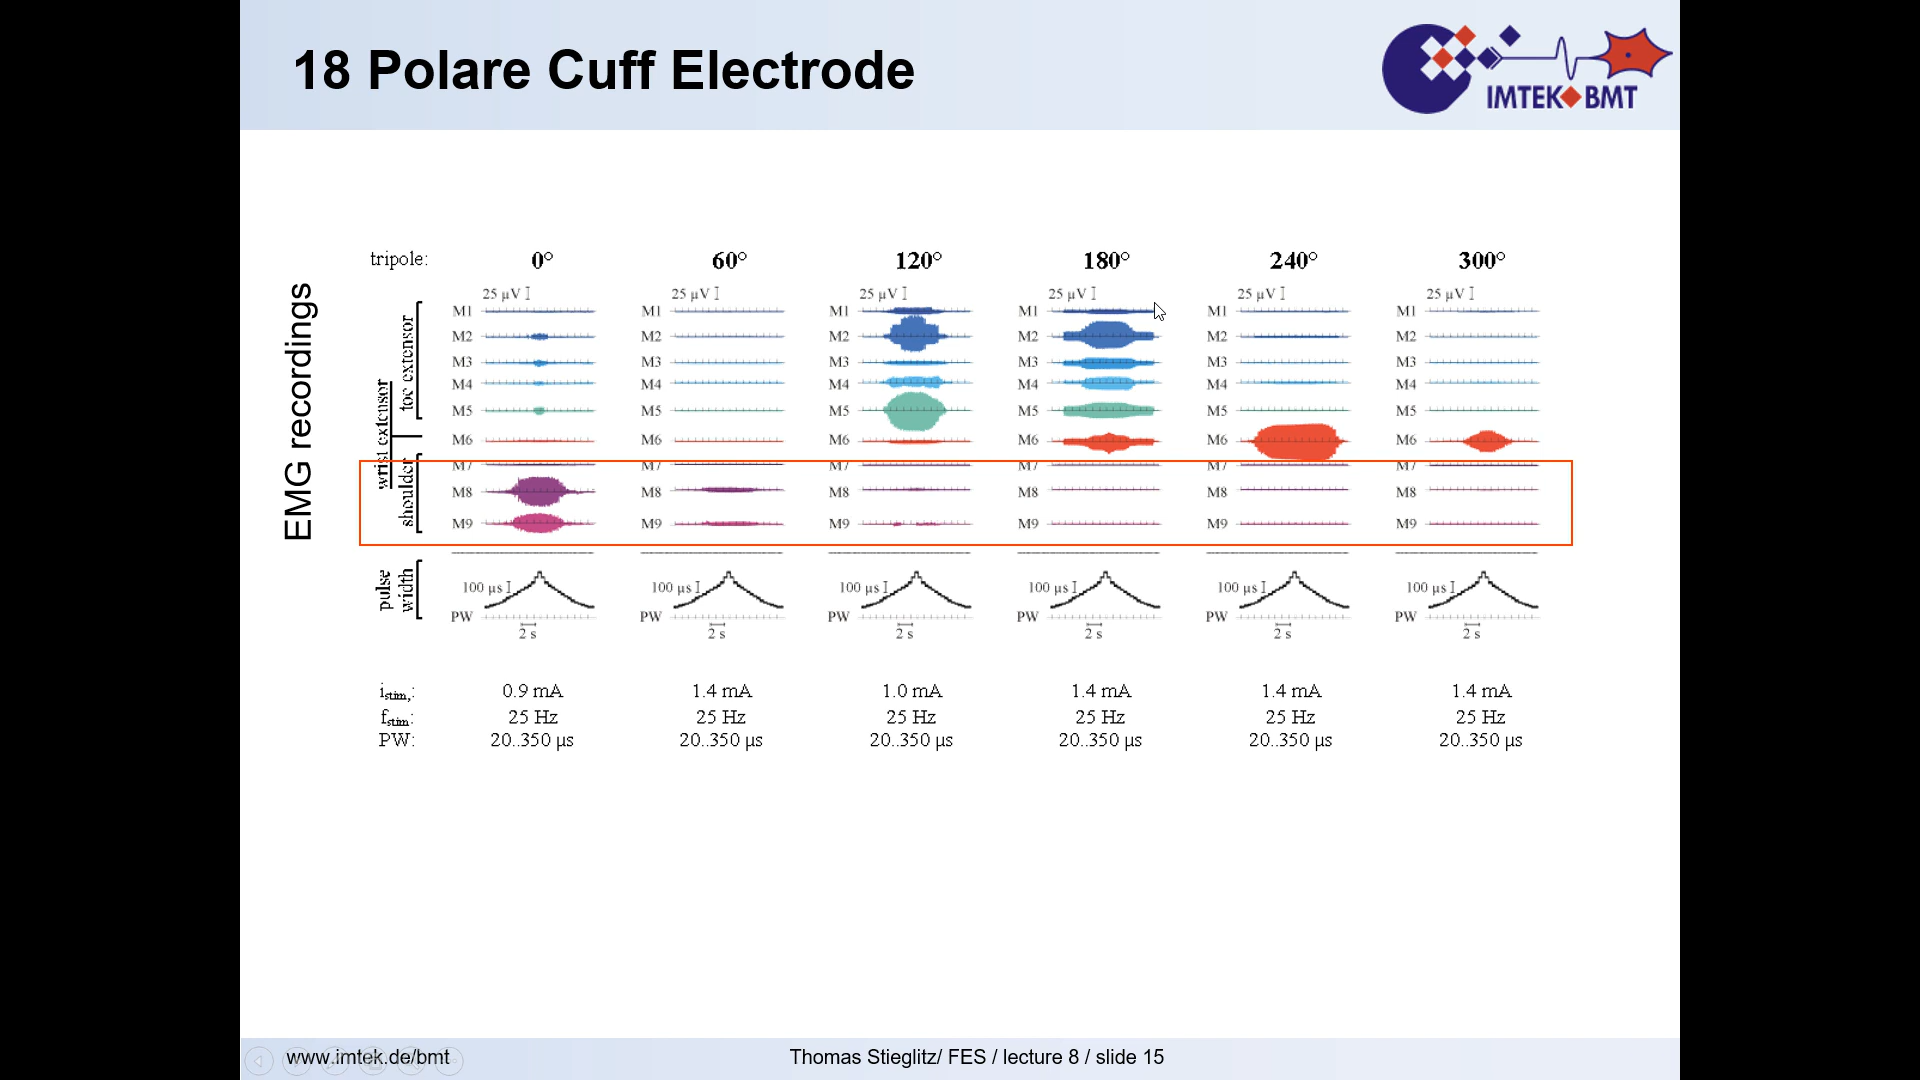 18 Polare Cuff Electrode
IMTEK BMT
EMG recordings
tripole: 0° 60° 120° 180° 240° 300°
25 µV 25 µV 25 µV 25 µV 25 µV 25 µV
toe extensor
wrist extensor
shoulder
M1 M1 M1 M1 M1 M1
M2 M2 M2 M2 M2 M2
M3 M3 M3 M3 M3 M3
M4 M4 M4 M4 M4 M4
M5 M5 M5 M5 M5 M5
M6 M6 M6 M6 M6 M6
M7 M7 M7 M7 M7 M7
M8 M8 M8 M8 M8 M8
M9 M9 M9 M9 M9 M9
pulse width
100 µs 100 µs 100 µs 100 µs 100 µs 100 µs
PW PW PW PW PW PW
2 s 2 s 2 s 2 s 2 s 2 s
istim,: 0.9 mA 1.4 mA 1.0 mA 1.4 mA 1.4 mA 1.4 mA
fstim: 25 Hz 25 Hz 25 Hz 25 Hz 25 Hz 25 Hz
PW: 20..350 µs 20..350 µs 20..350 µs 20..350 µs 20..350 µs 20..350 µs
www.imtek.de/bmt
Thomas Stieglitz/ FES / lecture 8 / slide 15